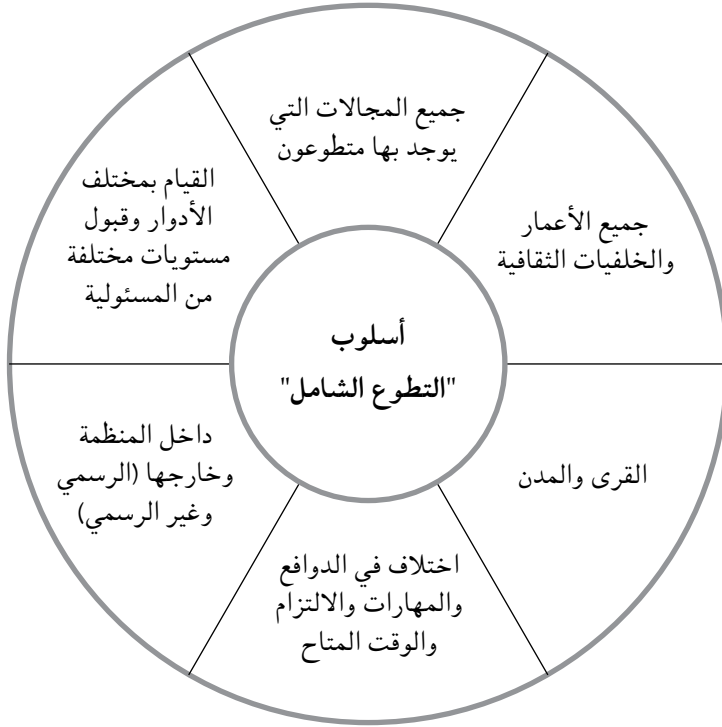 جميع المجالات التي
يوجد بها متطوعون
جميع الأعمار
والخلفيات الثقافية
القرى والمدن
اختلاف في الدوافع
والمهارات والالتزام
والوقت المتاح
داخل المنظمة
وخارجها (الرسمي
وغير الرسمي)
القيام بمختلف
الأدوار وقبول
مستويات مختلفة
من المسئولية
أسلوب
"التطوع الشامل"